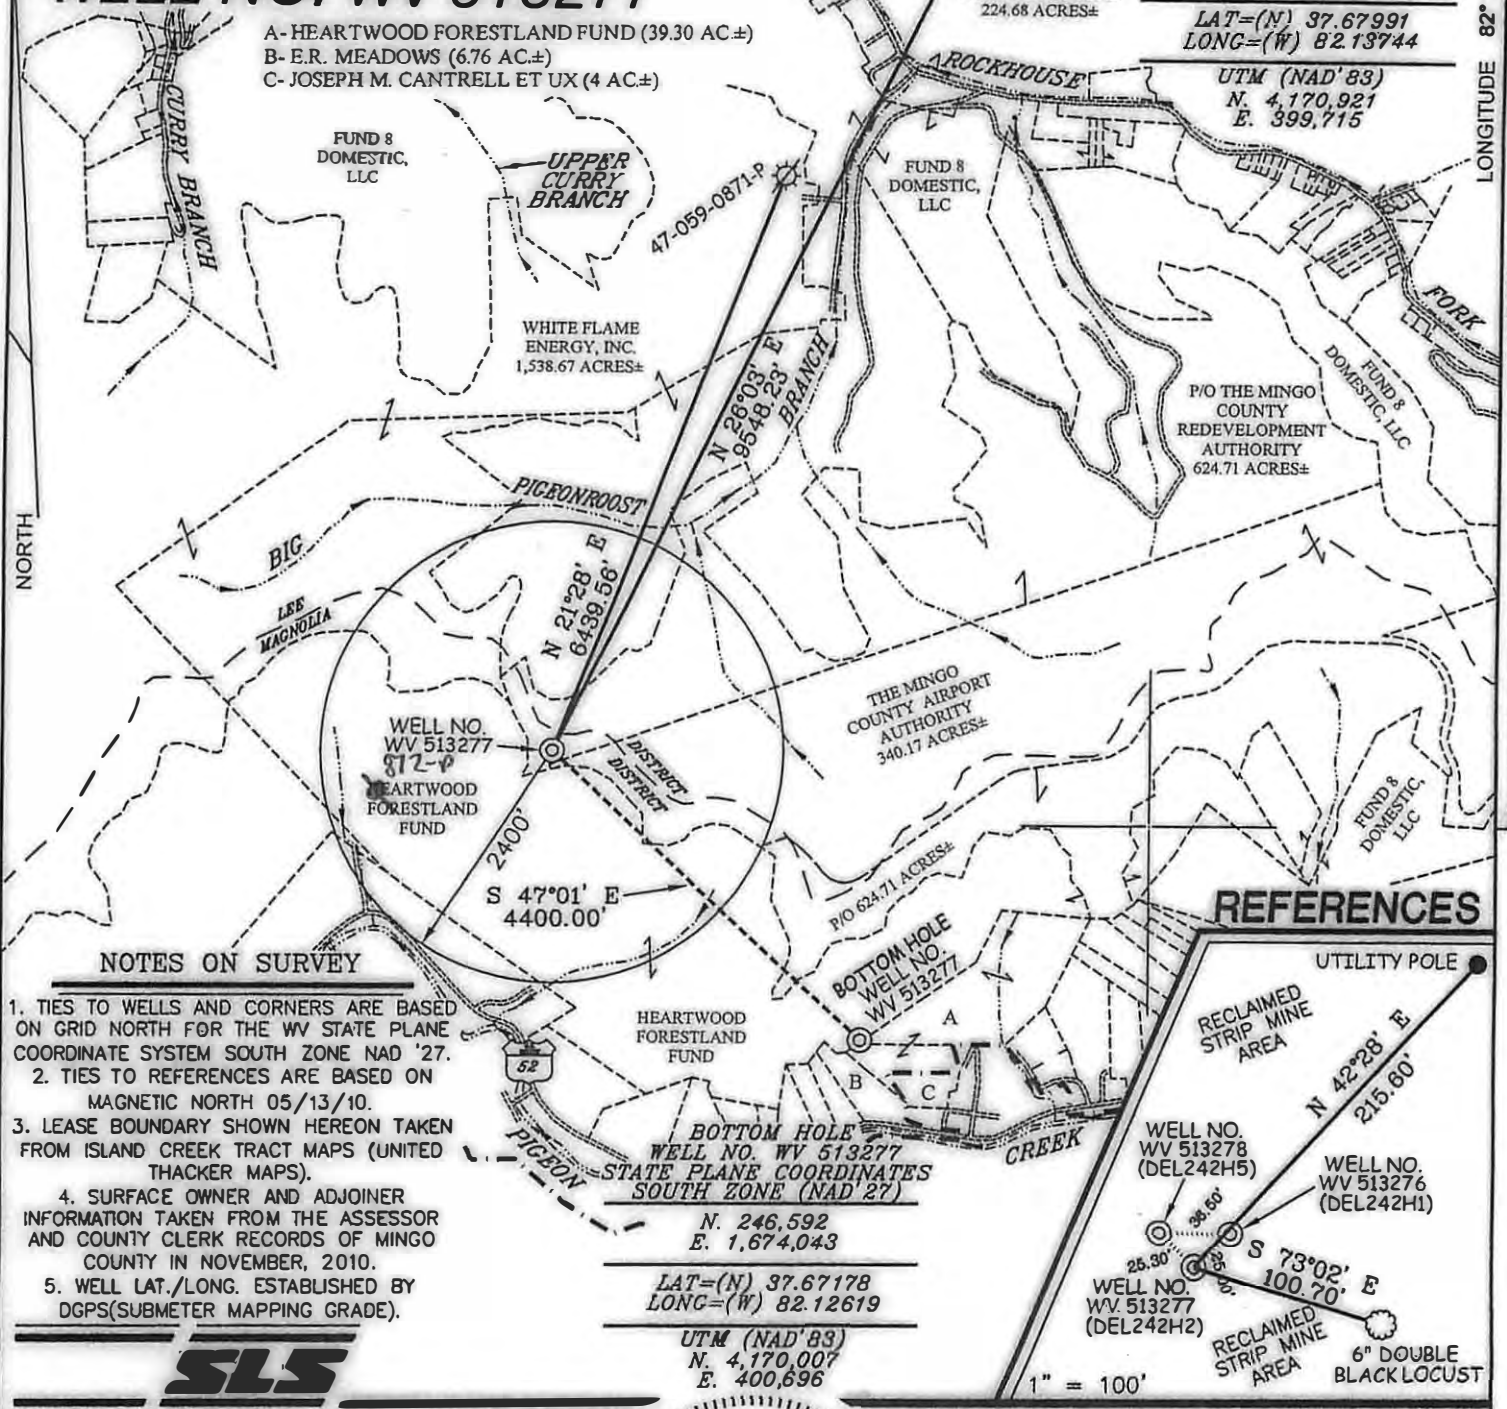 WELL NO. WV 513277
A- HEARTWOOD FORESTLAND FUND (39.30 AC.±)
B- E.R. MEADOWS (6.76 AC.±)
C- JOSEPH M. CANTRELL ET UX (4 AC.±)
224.68 ACRES±
LAT=(N) 37.67991
LONG=(W) 82.13744
UTM (NAD'83)
N. 4,170,921
E. 399,715
LONGITUDE 82°
CURRY BRANCH
FUND 8
DOMESTIC,
LLC
UPPER
CURRY
BRANCH
47-059-0871-P
ROCKHOUSE
FORK
FUND 8
DOMESTIC,
LLC
WHITE FLAME
ENERGY, INC.
1,538.67 ACRES±
N 26°03' E
9548.23'
BRANCH
FUND 8
DOMESTIC, LLC
P/O THE MINGO
COUNTY
REDEVELOPMENT
AUTHORITY
624.71 ACRES±
NORTH
BIG
PIGEONROOST
LEE
MAGNOLIA
N 21°28' E
6439.56'
THE MINGO
COUNTY AIRPORT
AUTHORITY
340.17 ACRES±
WELL NO.
WV 513277
872-P
HEARTWOOD
FORESTLAND
FUND
DISTRICT
DISTRICT
2400'
S 47°01' E
4400.00'
P/O 624.71 ACRES±
FUND 8
DOMESTIC,
LLC
BOTTOM HOLE
WELL NO.
WV 513277
HEARTWOOD
FORESTLAND
FUND
A
B
C
52
PIGEON
CREEK
NOTES ON SURVEY
1. TIES TO WELLS AND CORNERS ARE BASED
ON GRID NORTH FOR THE WV STATE PLANE
COORDINATE SYSTEM SOUTH ZONE NAD '27.
2. TIES TO REFERENCES ARE BASED ON
MAGNETIC NORTH 05/13/10.
3. LEASE BOUNDARY SHOWN HEREON TAKEN
FROM ISLAND CREEK TRACT MAPS (UNITED
THACKER MAPS).
4. SURFACE OWNER AND ADJOINER
INFORMATION TAKEN FROM THE ASSESSOR
AND COUNTY CLERK RECORDS OF MINGO
COUNTY IN NOVEMBER, 2010.
5. WELL LAT./LONG. ESTABLISHED BY
DGPS(SUBMETER MAPPING GRADE).
SLS
BOTTOM HOLE
WELL NO. WV 513277
STATE PLANE COORDINATES
SOUTH ZONE (NAD 27)
N. 246,592
E. 1,674,043
LAT=(N) 37.67178
LONG=(W) 82.12619
UTM (NAD'83)
N. 4,170,007
E. 400,696
REFERENCES
UTILITY POLE
RECLAIMED
STRIP MINE
AREA
N 42°28' E
215.60'
WELL NO.
WV 513278
(DEL242H5)
WELL NO.
WV 513276
(DEL242H1)
36.50'
25.30'
25.00'
S 73°02' E
100.70'
WELL NO.
WV 513277
(DEL242H2)
RECLAIMED
STRIP MINE
AREA
6" DOUBLE
BLACK LOCUST
1" = 100'